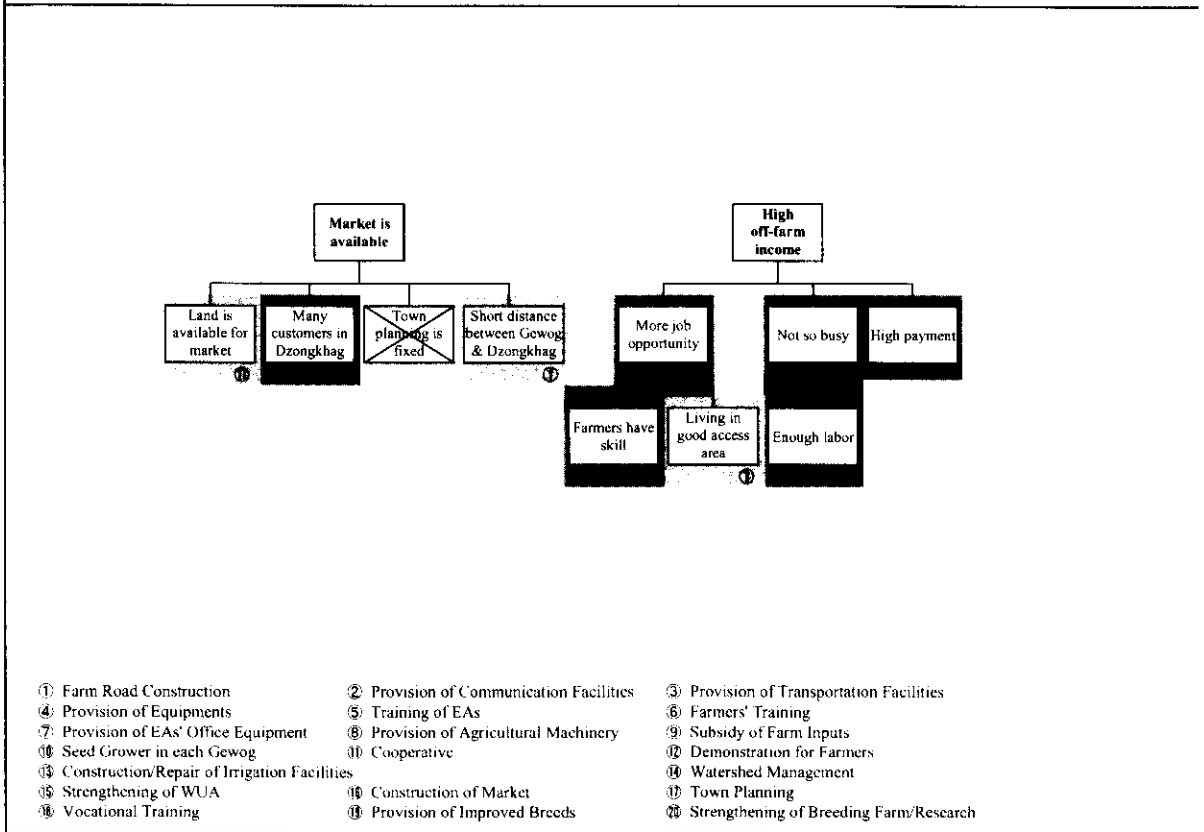 Market is
available
High
off-farm
income
Land is
available for
market
Many
customers in
Dzongkhag
Town
planning is
fixed
Short distance
between Gewog
& Dzongkhag
More job
opportunity
Not so busy
High payment
Farmers have
skill
Living in
good access
area
Enough labor
① Farm Road Construction
② Provision of Communication Facilities
③ Provision of Transportation Facilities
④ Provision of Equipments
⑤ Training of EAs
⑥ Farmers' Training
⑦ Provision of EAs' Office Equipment
⑧ Provision of Agricultural Machinery
⑨ Subsidy of Farm Inputs
⑩ Seed Grower in each Gewog
⑪ Cooperative
⑫ Demonstration for Farmers
⑬ Construction/Repair of Irrigation Facilities
⑭ Watershed Management
⑮ Strengthening of WUA
⑯ Construction of Market
⑰ Town Planning
⑱ Vocational Training
⑲ Provision of Improved Breeds
⑳ Strengthening of Breeding Farm/Research